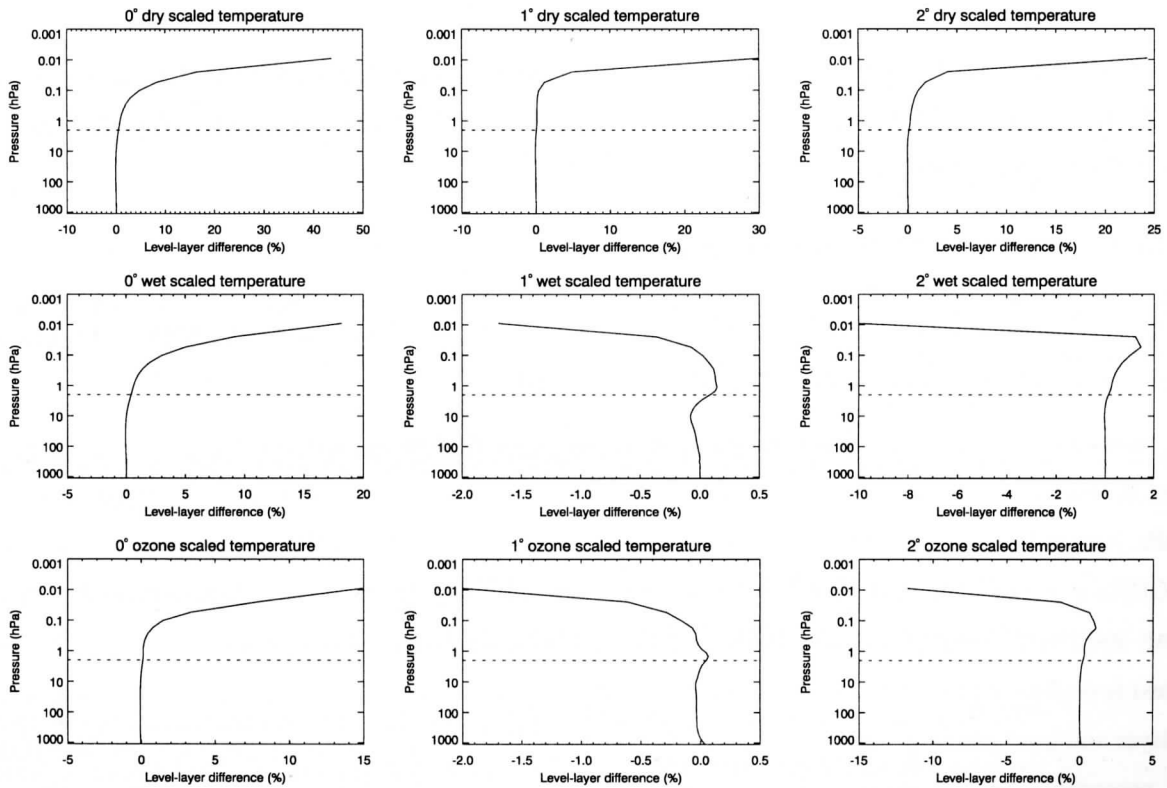 0° dry scaled temperature
Pressure (hPa)
0.001
0.01
0.1
1
10
100
1000
-10 0 10 20 30 40 50
Level-layer difference (%)
1° dry scaled temperature
Pressure (hPa)
0.001
0.01
0.1
1
10
100
1000
-10 0 10 20 30
Level-layer difference (%)
2° dry scaled temperature
Pressure (hPa)
0.001
0.01
0.1
1
10
100
1000
-5 0 5 10 15 20 25
Level-layer difference (%)
0° wet scaled temperature
Pressure (hPa)
0.001
0.01
0.1
1
10
100
1000
-5 0 5 10 15 20
Level-layer difference (%)
1° wet scaled temperature
Pressure (hPa)
0.001
0.01
0.1
1
10
100
1000
-2.0 -1.5 -1.0 -0.5 0.0 0.5
Level-layer difference (%)
2° wet scaled temperature
Pressure (hPa)
0.001
0.01
0.1
1
10
100
1000
-10 -8 -6 -4 -2 0 2
Level-layer difference (%)
0° ozone scaled temperature
Pressure (hPa)
0.001
0.01
0.1
1
10
100
1000
-5 0 5 10 15
Level-layer difference (%)
1° ozone scaled temperature
Pressure (hPa)
0.001
0.01
0.1
1
10
100
1000
-2.0 -1.5 -1.0 -0.5 0.0 0.5
Level-layer difference (%)
2° ozone scaled temperature
Pressure (hPa)
0.001
0.01
0.1
1
10
100
1000
-15 -10 -5 0 5
Level-layer difference (%)